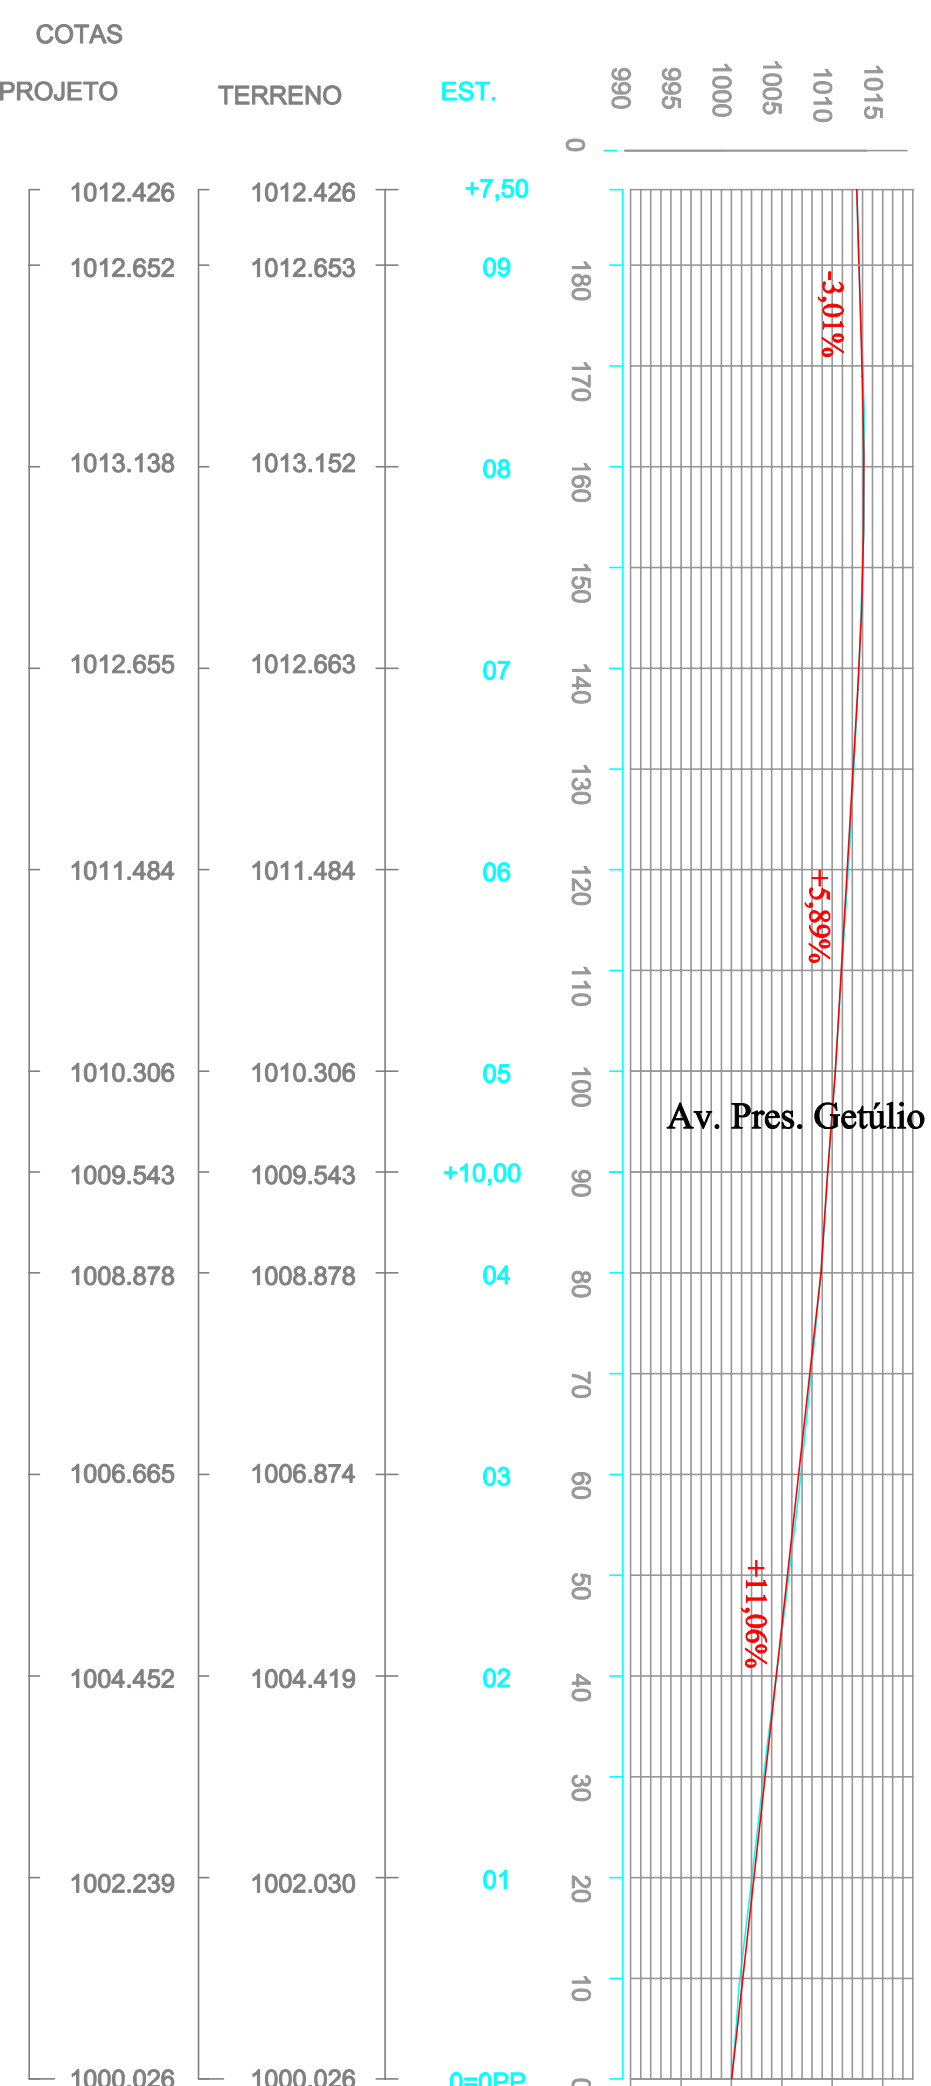 COTAS
PROJETO TERRENO EST. 990 995 1000 1005 1010 1015
0
1012.426 1012.426 +7,50
1012.652 1012.653 09 180
-3,01%
170
1013.138 1013.152 08 160
150
1012.655 1012.663 07 140
130
1011.484 1011.484 06 120
+5,89%
110
1010.306 1010.306 05 100
Av. Pres. Getúlio
1009.543 1009.543 +10,00 90
1008.878 1008.878 04 80
70
1006.665 1006.874 03 60
50
+11,06%
1004.452 1004.419 02 40
30
1002.239 1002.030 01 20
10
1000.026 1000.026 0=0PP 0